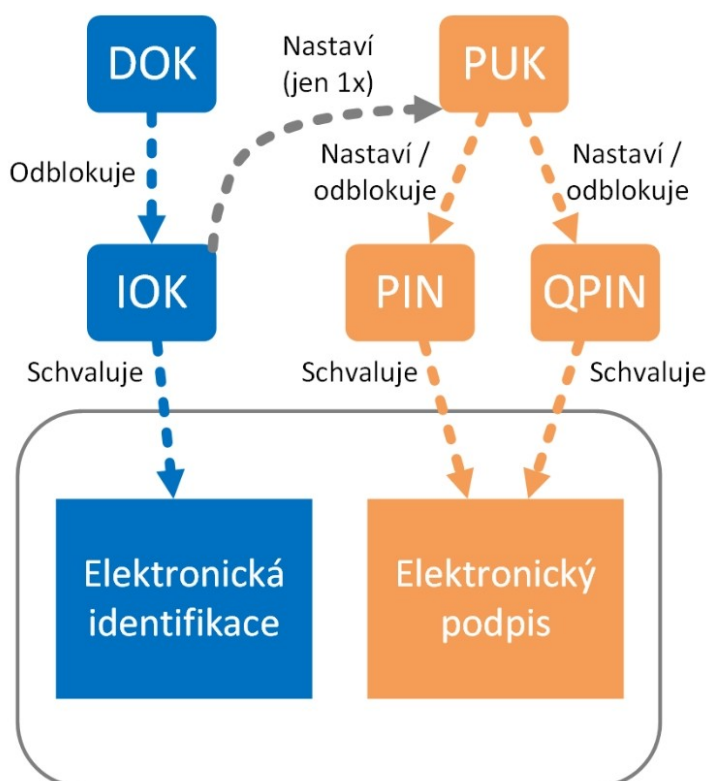 DOK
Nastaví
(jen 1x)
PUK
Odblokuje
Nastaví /
odblokuje
Nastaví /
odblokuje
IOK
PIN
QPIN
Schvaluje
Schvaluje
Schvaluje
Elektronická
identifikace
Elektronický
podpis